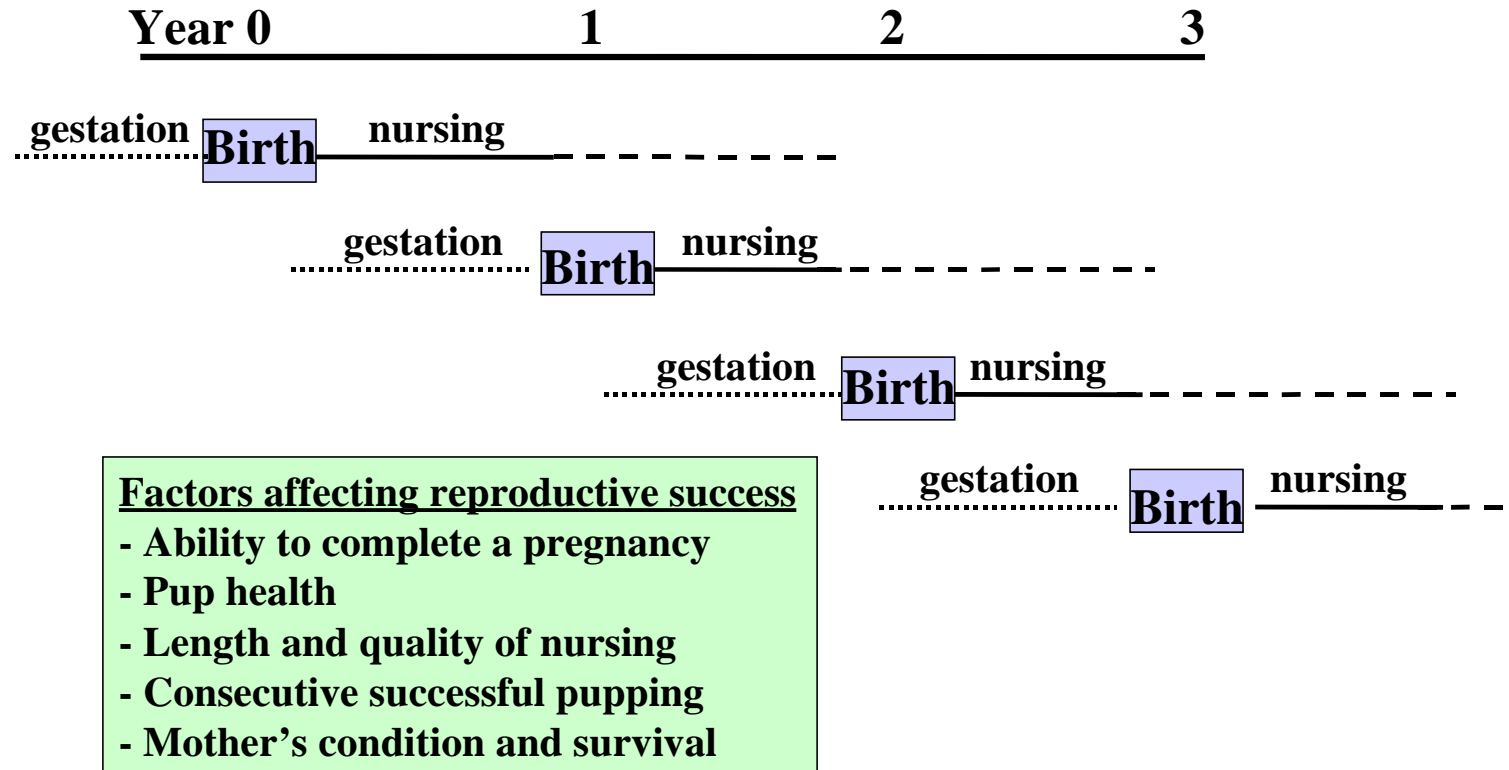 Year 0 1 2 3
gestation Birth nursing
gestation Birth nursing
gestation Birth nursing
gestation Birth nursing
Factors affecting reproductive success
- Ability to complete a pregnancy
- Pup health
- Length and quality of nursing
- Consecutive successful pupping
- Mother’s condition and survival